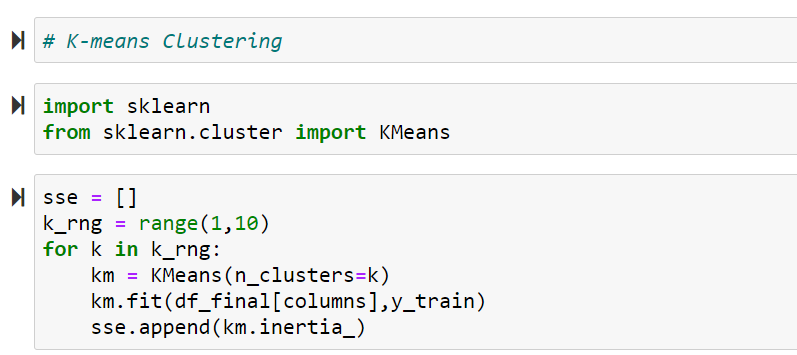 # K-means Clustering
import sklearn
from sklearn.cluster import KMeans
sse = []
k_rng = range(1,10)
for k in k_rng:
    km = KMeans(n_clusters=k)
    km.fit(df_final[columns],y_train)
    sse.append(km.inertia_)